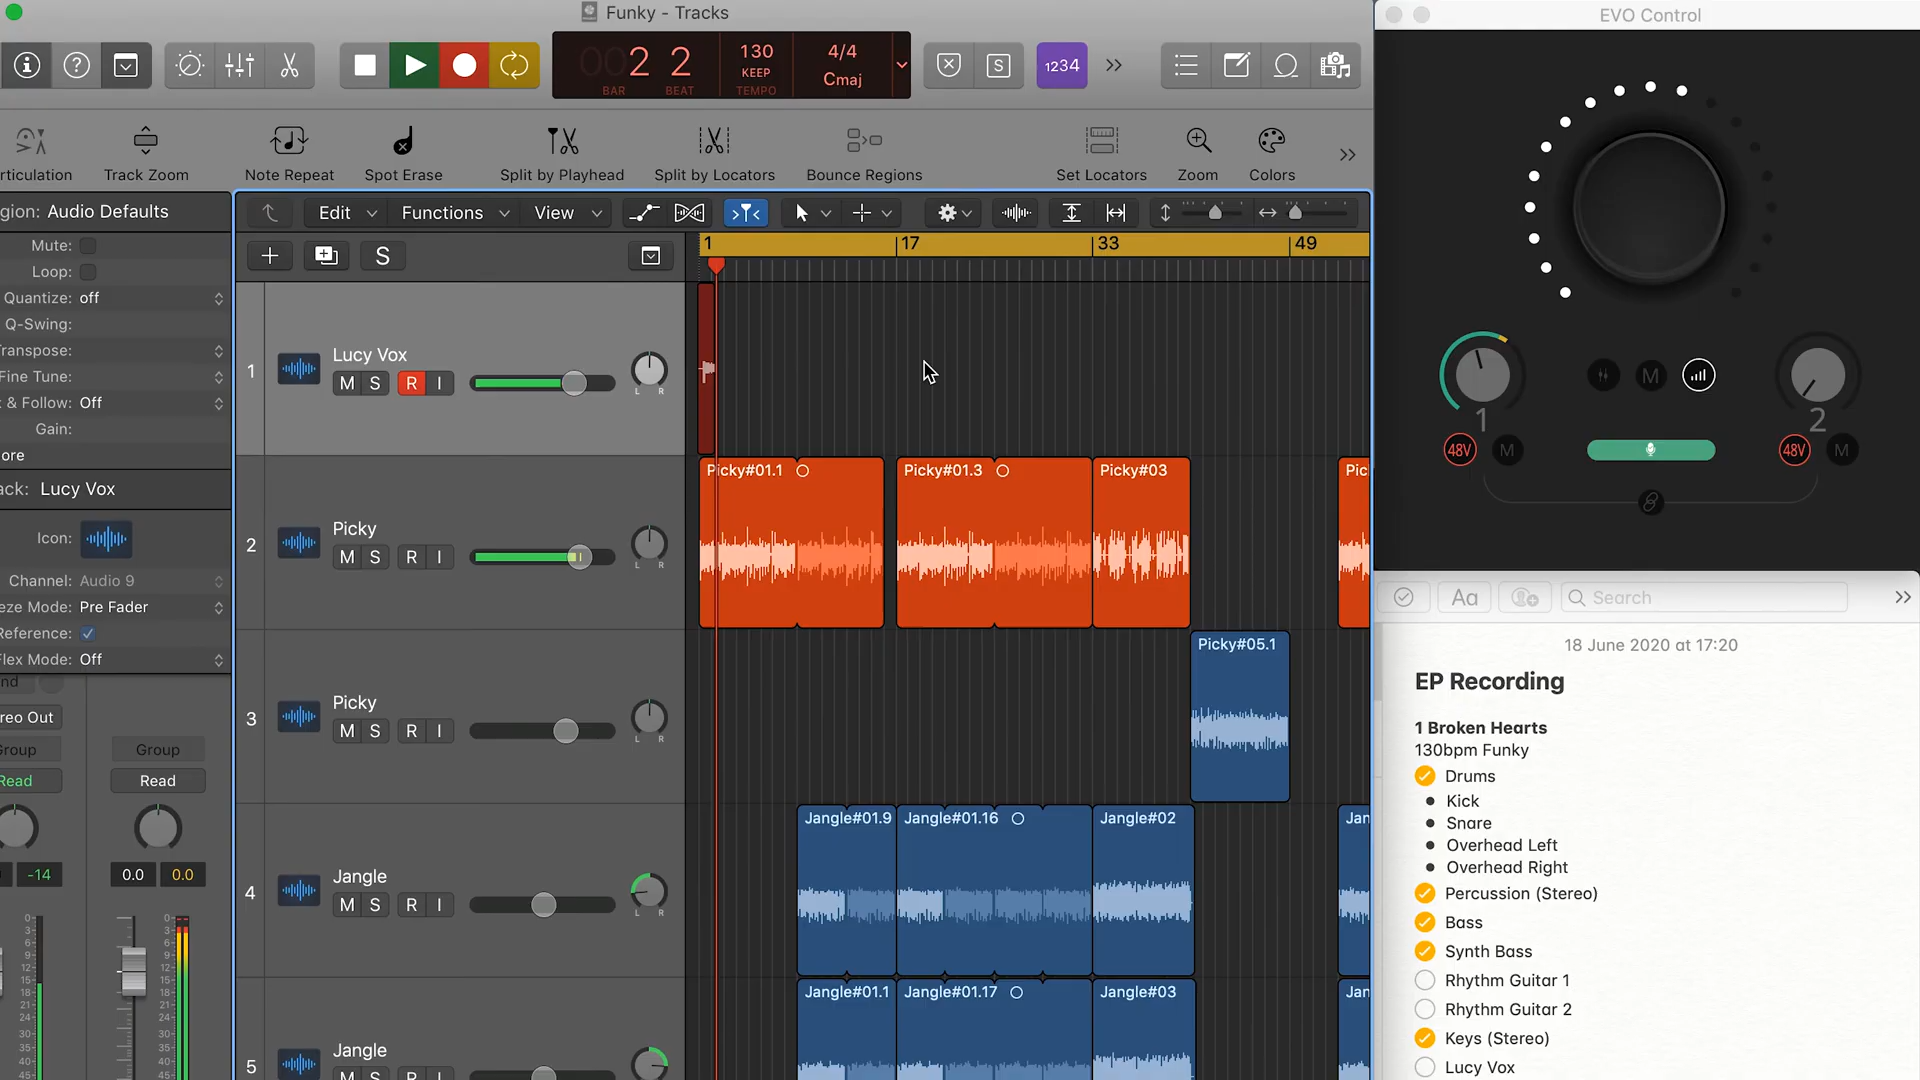 Funky - Tracks
EVO Control
2 2
130
KEEP
4/4
Cmaj
BAR
BEAT
TEMPO
S
1234
rticulation
Track Zoom
Note Repeat
Spot Erase
Split by Playhead
Split by Locators
Bounce Regions
Set Locators
Zoom
Colors
gion: Audio Defaults
Mute:
Loop:
Quantize: off
Q-Swing:
ranspose:
Fine Tune:
& Follow: Off
Gain:
ore
ack: Lucy Vox
Icon:
Channel: Audio 9
eze Mode: Pre Fader
Reference:
Flex Mode: Off
nd
reo Out
Group
Group
Read
Read
-14
0.0
0.0
Edit
Functions
View
S
1
17
33
49
1
Lucy Vox
M S R I
L R
2
Picky
M S R I
L R
3
Picky
M S R I
L R
4
Jangle
M S R I
L R
5
Jangle
M S R I
Picky#01.1
Picky#01.3
Picky#03
Pic
Picky#05.1
Jangle#01.9
Jangle#01.16
Jangle#02
Jan
Jangle#01.1
Jangle#01.17
Jangle#03
Jan
M
1
2
48V
M
48V
M
Aa
Search
18 June 2020 at 17:20
EP Recording
1 Broken Hearts
130bpm Funky
Drums
Kick
Snare
Overhead Left
Overhead Right
Percussion (Stereo)
Bass
Synth Bass
Rhythm Guitar 1
Rhythm Guitar 2
Keys (Stereo)
Lucy Vox